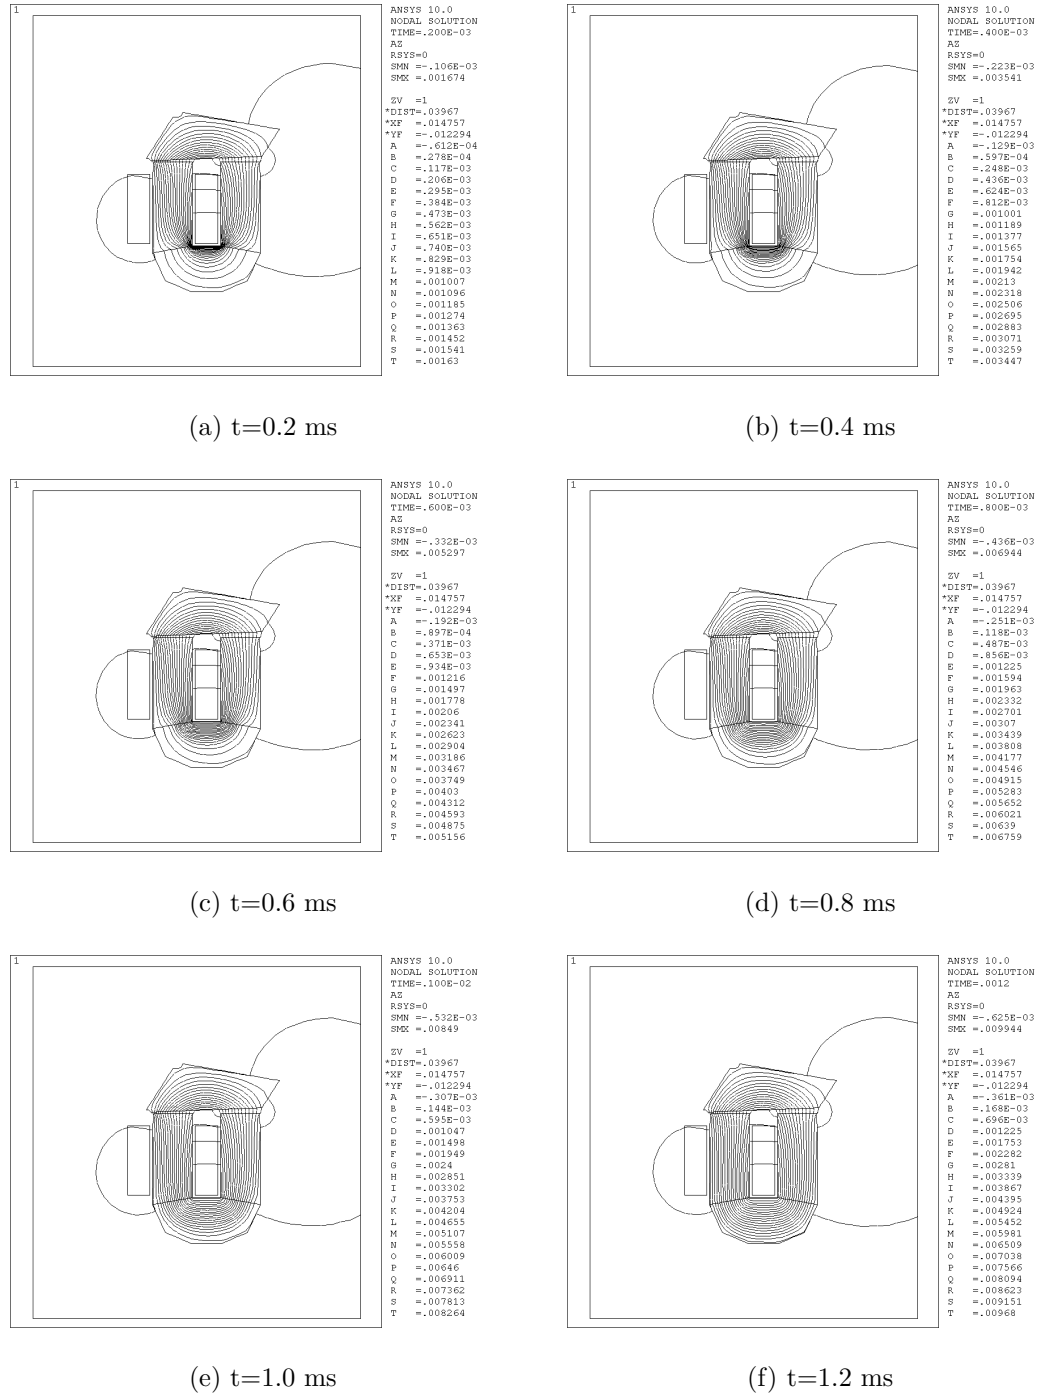 1
ANSYS 10.0
NODAL SOLUTION
TIME=.200E-03
AZ
RSYS=0
SMN =-.106E-03
SMX =.001674
ZV =1
*DIST=.03967
*XF =.014757
*YF =-.012294
A =-.612E-04
B =.278E-04
C =.117E-03
D =.206E-03
E =.295E-03
F =.384E-03
G =.473E-03
H =.562E-03
I =.651E-03
J =.740E-03
K =.829E-03
L =.918E-03
M =.001007
N =.001096
O =.001185
P =.001274
Q =.001363
R =.001452
S =.001541
T =.00163
(a) t=0.2 ms
1
ANSYS 10.0
NODAL SOLUTION
TIME=.400E-03
AZ
RSYS=0
SMN =-.223E-03
SMX =.003541
ZV =1
*DIST=.03967
*XF =.014757
*YF =-.012294
A =-.129E-03
B =.597E-04
C =.248E-03
D =.436E-03
E =.624E-03
F =.812E-03
G =.001001
H =.001189
I =.001377
J =.001565
K =.001754
L =.001942
M =.00213
N =.002318
O =.002506
P =.002695
Q =.002883
R =.003071
S =.003259
T =.003447
(b) t=0.4 ms
1
ANSYS 10.0
NODAL SOLUTION
TIME=.600E-03
AZ
RSYS=0
SMN =-.332E-03
SMX =.005297
ZV =1
*DIST=.03967
*XF =.014757
*YF =-.012294
A =-.192E-03
B =.897E-04
C =.371E-03
D =.653E-03
E =.934E-03
F =.001216
G =.001497
H =.001778
I =.00206
J =.002341
K =.002623
L =.002904
M =.003186
N =.003467
O =.003749
P =.00403
Q =.004312
R =.004593
S =.004875
T =.005156
(c) t=0.6 ms
1
ANSYS 10.0
NODAL SOLUTION
TIME=.800E-03
AZ
RSYS=0
SMN =-.436E-03
SMX =.006944
ZV =1
*DIST=.03967
*XF =.014757
*YF =-.012294
A =-.251E-03
B =.118E-03
C =.487E-03
D =.856E-03
E =.001225
F =.001594
G =.001963
H =.002332
I =.002701
J =.00307
K =.003439
L =.003808
M =.004177
N =.004546
O =.004915
P =.005283
Q =.005652
R =.006021
S =.00639
T =.006759
(d) t=0.8 ms
1
ANSYS 10.0
NODAL SOLUTION
TIME=.100E-02
AZ
RSYS=0
SMN =-.532E-03
SMX =.00849
ZV =1
*DIST=.03967
*XF =.014757
*YF =-.012294
A =-.307E-03
B =.144E-03
C =.595E-03
D =.001047
E =.001498
F =.001949
G =.0024
H =.002851
I =.003302
J =.003753
K =.004204
L =.004655
M =.005107
N =.005558
O =.006009
P =.00646
Q =.006911
R =.007362
S =.007813
T =.008264
(e) t=1.0 ms
1
ANSYS 10.0
NODAL SOLUTION
TIME=.0012
AZ
RSYS=0
SMN =-.625E-03
SMX =.009944
ZV =1
*DIST=.03967
*XF =.014757
*YF =-.012294
A =-.361E-03
B =.168E-03
C =.696E-03
D =.001225
E =.001753
F =.002282
G =.00281
H =.003339
I =.003867
J =.004395
K =.004924
L =.005452
M =.005981
N =.006509
O =.007038
P =.007566
Q =.008094
R =.008623
S =.009151
T =.00968
(f) t=1.2 ms